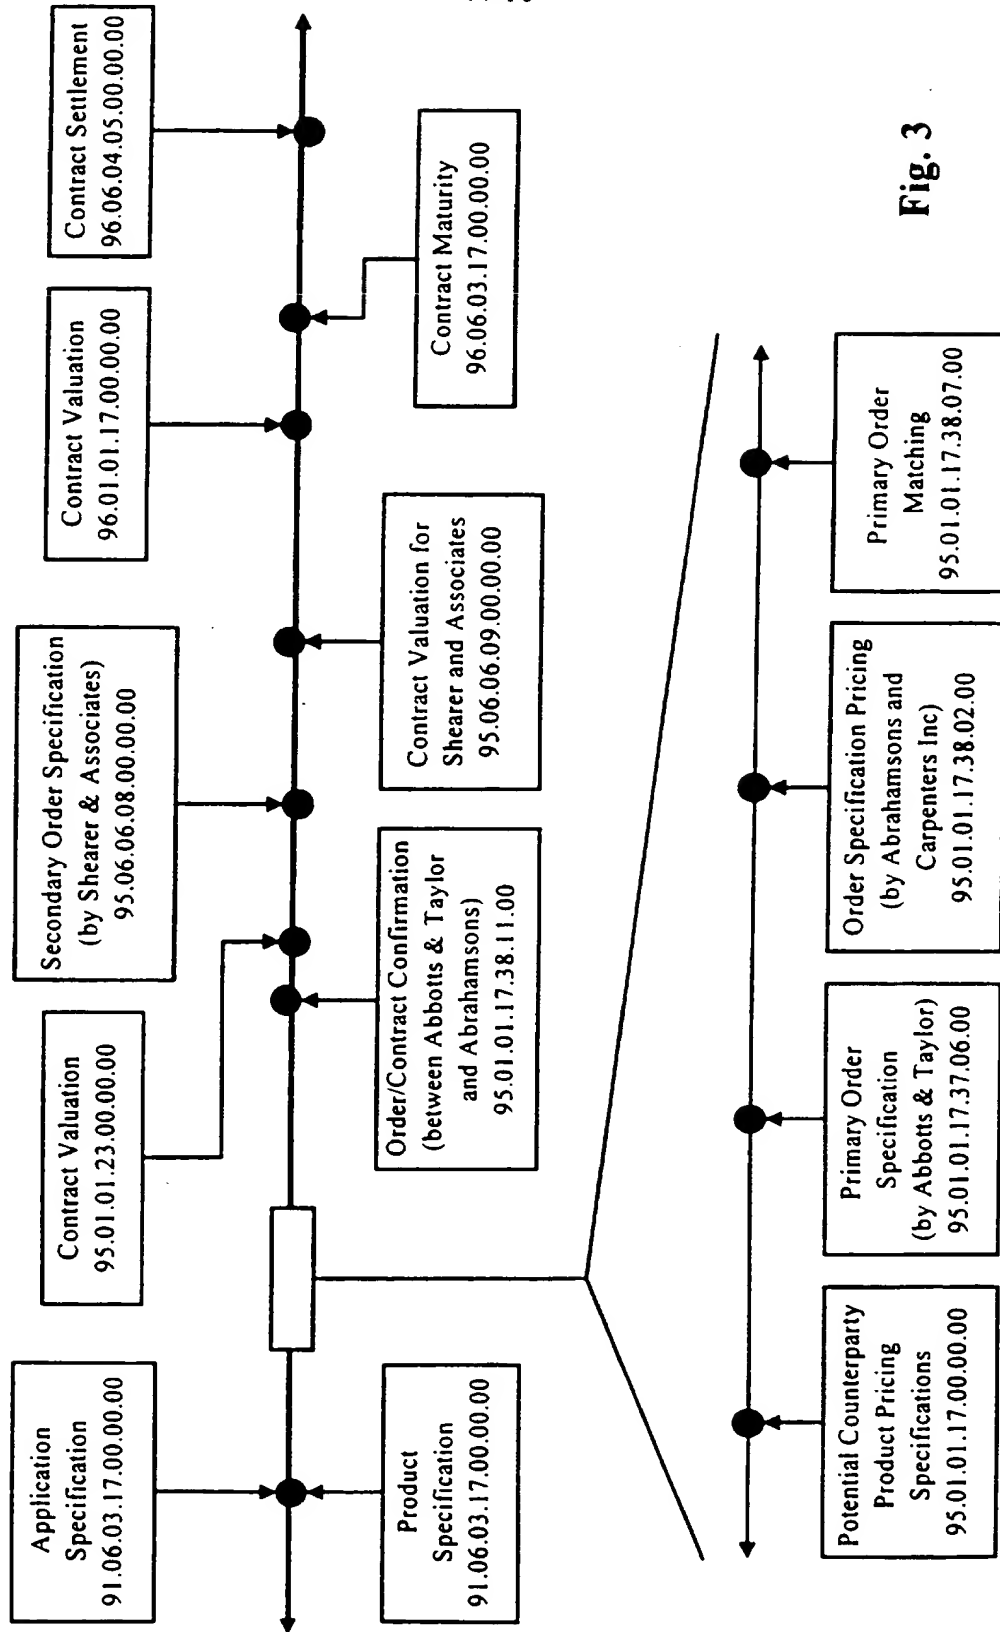 Application
Specification
91.06.03.17.00.00.00
Contract Valuation
95.01.01.23.00.00.00
Secondary Order Specification
(by Shearer & Associates)
95.06.06.08.00.00.00
Contract Valuation
96.01.01.17.00.00.00
Contract Settlement
96.06.04.05.00.00.00
Product
Specification
91.06.03.17.00.00.00
Order/Contract Confirmation
(between Abbotts & Taylor
and Abrahamsons)
95.01.01.17.38.11.00
Contract Valuation for
Shearer and Associates
95.06.06.09.00.00.00
Contract Maturity
96.06.03.17.00.00.00
Potential Counterparty
Product Pricing
Specifications
95.01.01.17.00.00.00
Primary Order
Specification
(by Abbotts & Taylor)
95.01.01.17.37.06.00
Order Specification Pricing
(by Abrahamsons and
Carpenters Inc)
95.01.01.17.38.02.00
Primary Order
Matching
95.01.01.17.38.07.00
Fig. 3